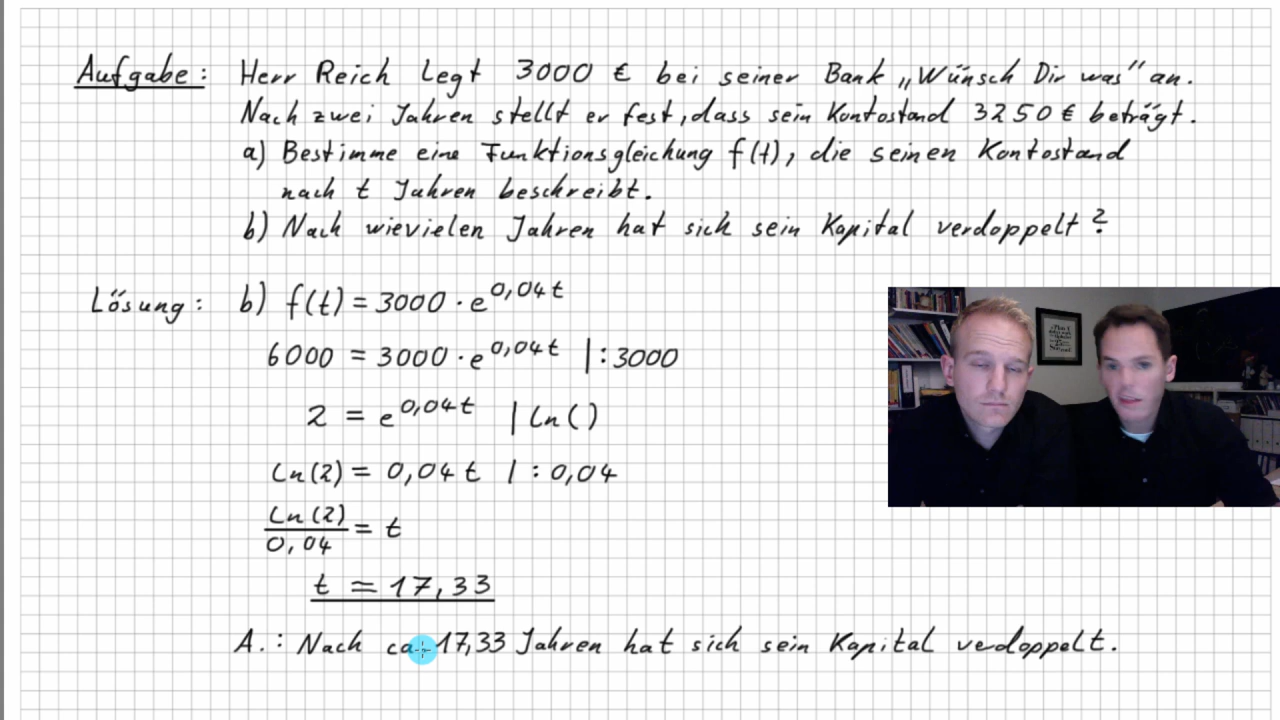 Aufgabe: Herr Reich legt 3000 € bei seiner Bank „Wünsch Dir was" an.
Nach zwei Jahren stellt er fest, dass sein Kontostand 3250 € beträgt.
a) Bestimme eine Funktionsgleichung f(t), die seinen Kontostand
nach t Jahren beschreibt.
b) Nach wievielen Jahren hat sich sein Kapital verdoppelt?
Lösung: b) f(t) = 3000 · e^0,04t
6000 = 3000 · e^0,04t | : 3000
2 = e^0,04t | ln()
ln(2) = 0,04t | : 0,04
ln(2)/0,04 = t
t ≈ 17,33
A.: Nach ca. 17,33 Jahren hat sich sein Kapital verdoppelt.